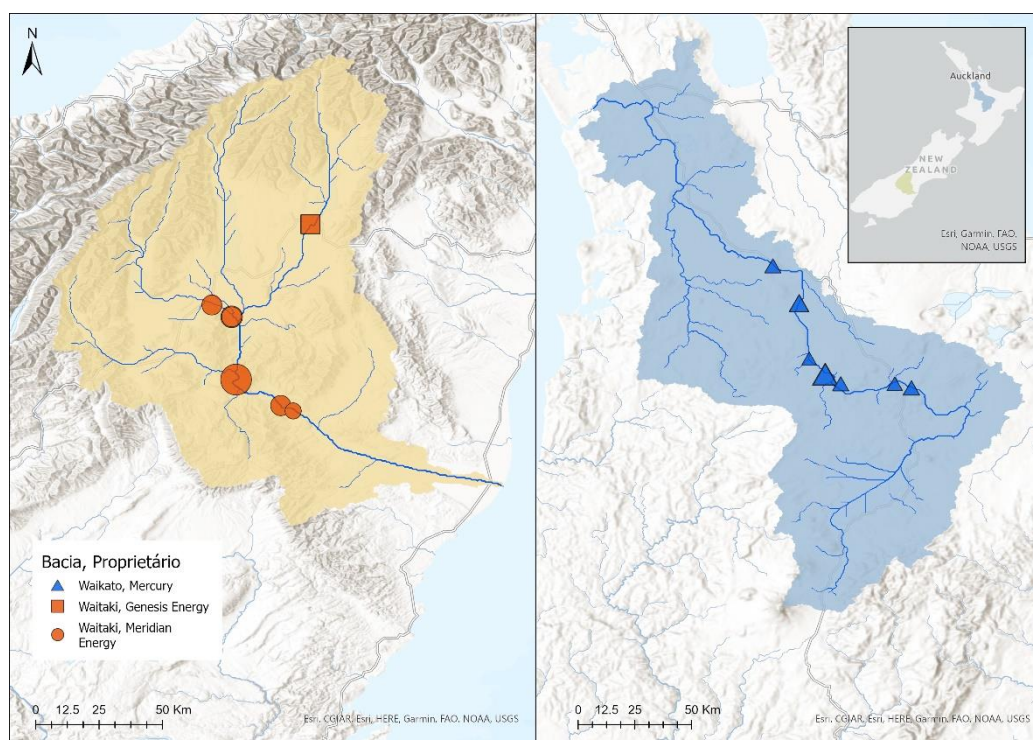 N
Bacia, Proprietário
Waikato, Mercury
Waitaki, Genesis Energy
Waitaki, Meridian
Energy
0 12.5 25 50 Km
Esri, CGIAR, Esri, HERE, Garmin, FAO, NOAA, USGS
Auckland
NEW
ZEALAND
Esri, Garmin, FAO,
NOAA, USGS
0 12.5 25 50 Km
Esri, CGIAR, Esri, HERE, Garmin, FAO, NOAA, USGS